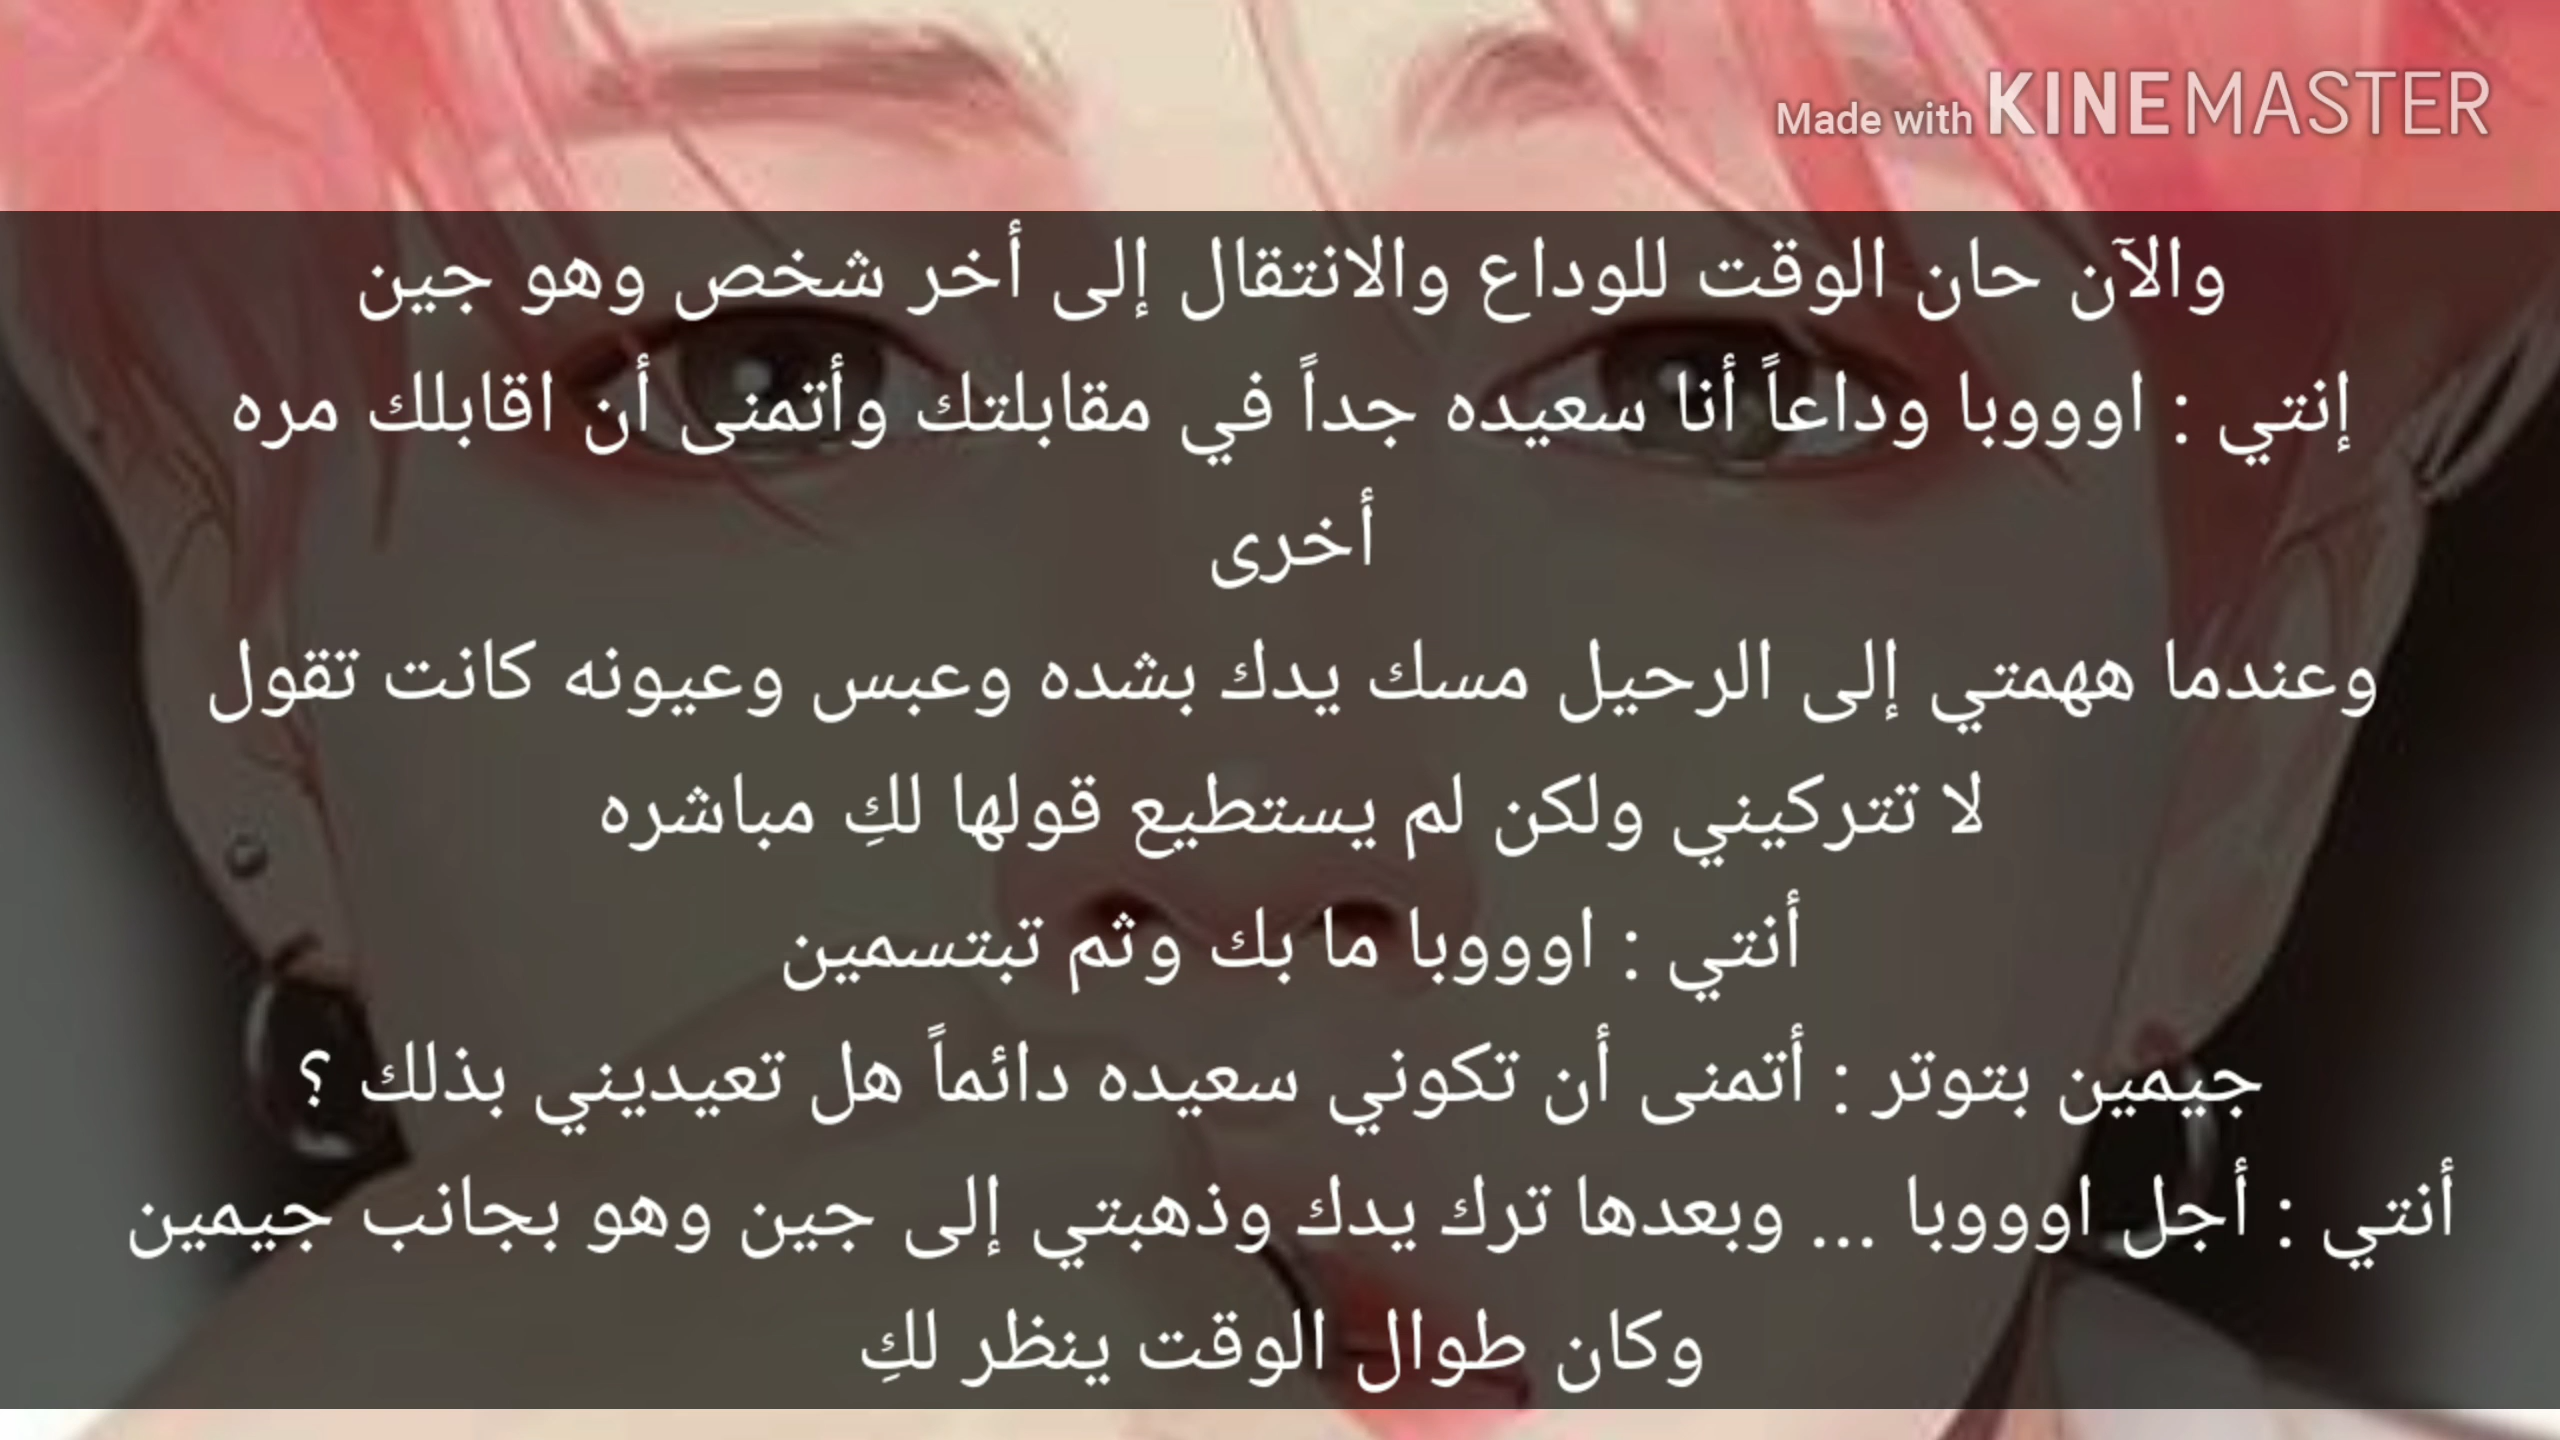 Made with KINEMASTER
والآن حان الوقت للوداع والانتقال إلى أخر شخص وهو جين
إنتي : اوووبا وداعاً أنا سعيده جداً في مقابلتك وأتمنى أن اقابلك مره
أخرى
وعندما ههمتي إلى الرحيل مسك يدك بشده وعبس وعيونه كانت تقول
لا تتركيني ولكن لم يستطيع قولها لكِ مباشره
أنتي : اوووبا ما بك وثم تبتسمين
جيمين بتوتر : أتمنى أن تكوني سعيده دائماً هل تعيديني بذلك ؟
أنتي : أجل اوووبا ... وبعدها ترك يدك وذهبتي إلى جين وهو بجانب جيمين
وكان طوال الوقت ينظر لكِ